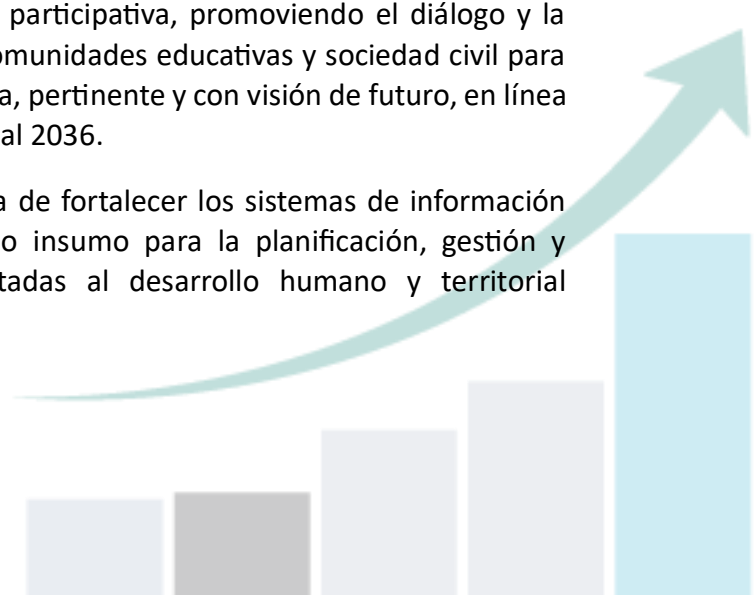 participativa, promoviendo el diálogo y la
omunidades educativas y sociedad civil para
a, pertinente y con visión de futuro, en línea
al 2036.
a de fortalecer los sistemas de información
o insumo para la planificación, gestión y
tadas al desarrollo humano y territorial